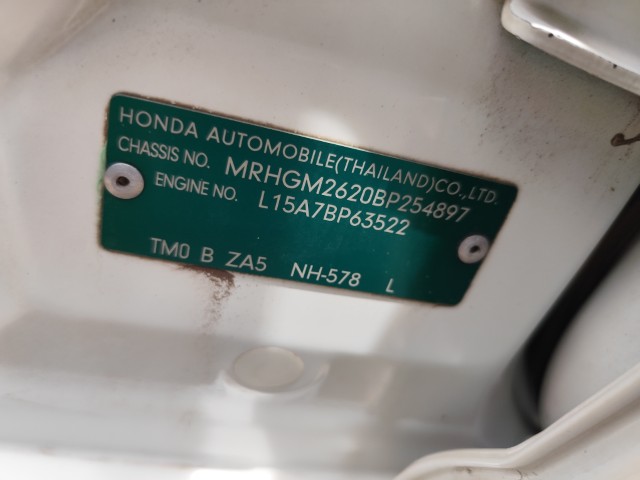 HONDA AUTOMOBILE(THAILAND)CO.,LTD.
CHASSIS NO. MRHGM2620BP254897
ENGINE NO. L15A7BP63522
TM0 B ZA5 NH-578 L